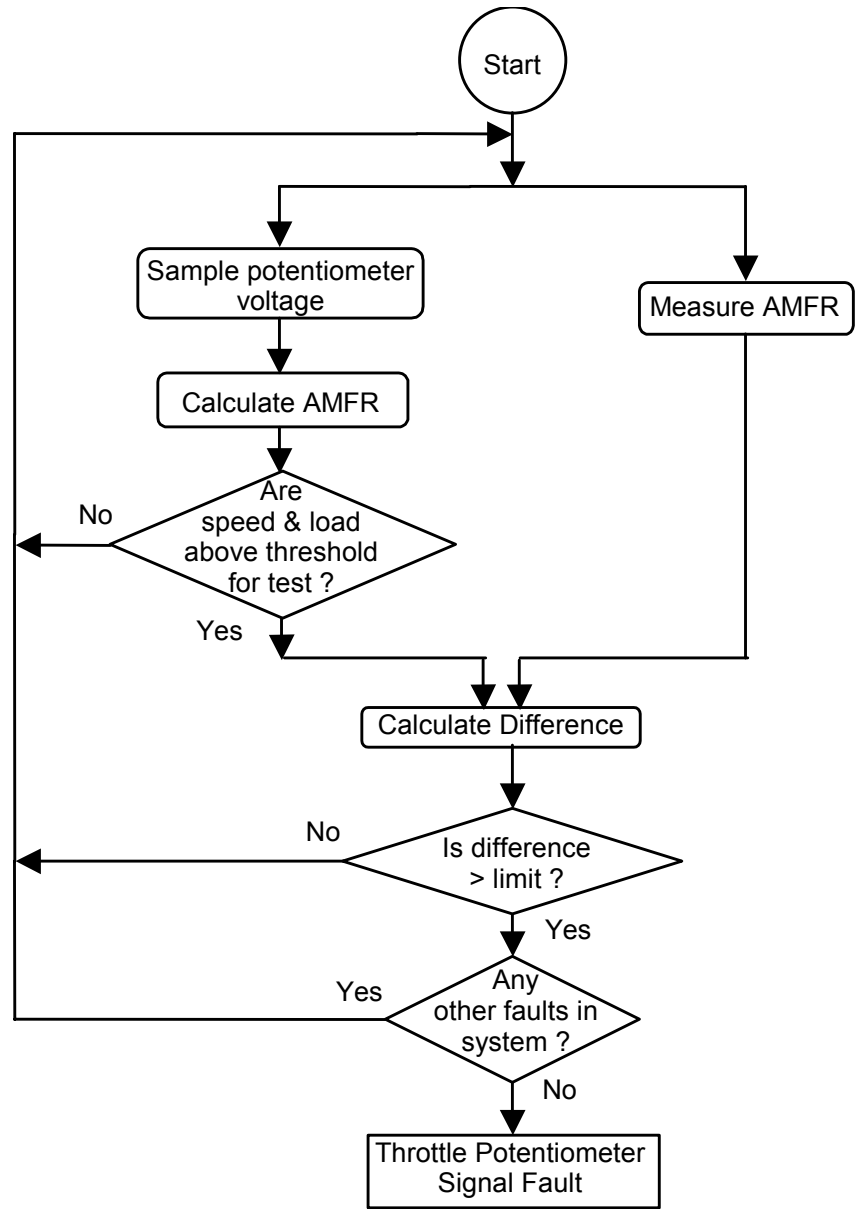 Start
Sample potentiometer
voltage
Measure AMFR
Calculate AMFR
Are
speed & load
above threshold
for test ?
No
Yes
Calculate Difference
Is difference
> limit ?
No
Yes
Any
other faults in
system ?
Yes
No
Throttle Potentiometer
Signal Fault